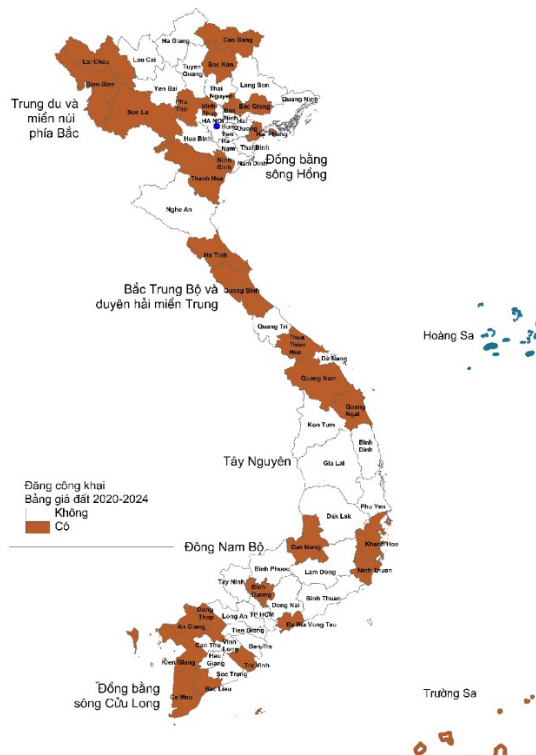 Ha Giang
Cao Bang
Lai Chau
Lao Cai
Bac Kan
Tuyen
Quang
Dien Bien
Yen Bai
Thai
Nguyen
Lang Son
Quang Ninh
Trung du và
miền núi
phía Bắc
Son La
Phu
Tho
Vinh
Phuc
Bac Giang
Bac
Ninh
HA NOI
Hung
Yen
Hai
Duong
Hai Phong
Hoa Binh
Ha
Nam
Thai Binh
Nam Dinh
Ninh
Binh
Đồng bằng
sông Hồng
Thanh Hoa
Nghe An
Ha Tinh
Quang Binh
Bắc Trung Bộ và
duyên hải miền Trung
Quang Tri
Thua
Thien
Hue
Da Nang
Hoàng Sa
Quang Nam
Quang
Ngai
Kon Tum
Tây Nguyên
Gia Lai
Binh
Dinh
Đăng công khai
Bảng giá đất 2020-2024
Không
Có
Phu Yen
Dak Lak
Khanh Hoa
Dak Nong
Đông Nam Bộ
Ninh Thuan
Binh Phuoc
Lam Dong
Tay Ninh
Binh
Duong
Binh Thuan
Dong Nai
Dong
Thap
Long An
TP HCM
Ba Ria Vung Tau
An Giang
Tien Giang
Vinh
Long
Ben Tre
Can Tho
Kien Giang
Hau
Giang
Tra Vinh
Soc Trang
Đồng bằng
sông Cửu Long
Bac Lieu
Ca Mau
Trường Sa